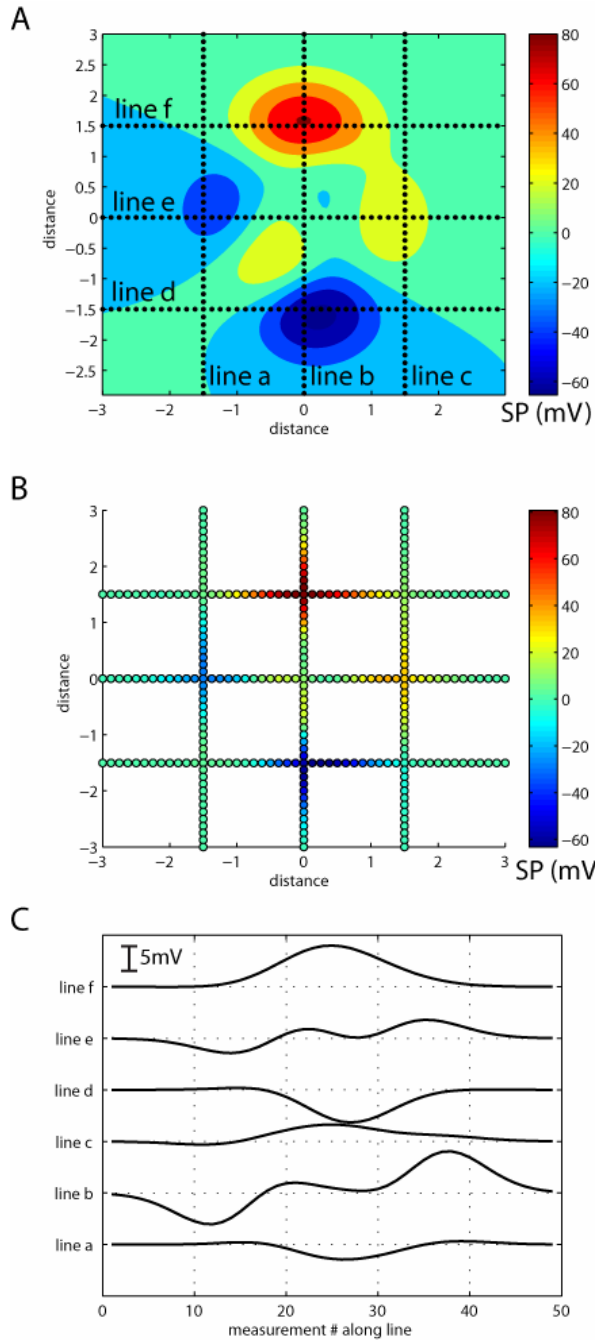 A
3
2.5
2
1.5
1
0.5
0
-0.5
-1
-1.5
-2
-2.5
distance
line f
line e
line d
line a
line b
line c
-3 -2 -1 0 1 2 3
distance
80
60
40
20
0
-20
-40
-60
SP (mV)
B
3
2
1
0
-1
-2
-3
distance
-3 -2 -1 0 1 2 3
distance
80
60
40
20
0
-20
-40
-60
SP (mV
C
5mV
line f
line e
line d
line c
line b
line a
0 10 20 30 40 50
measurement # along line